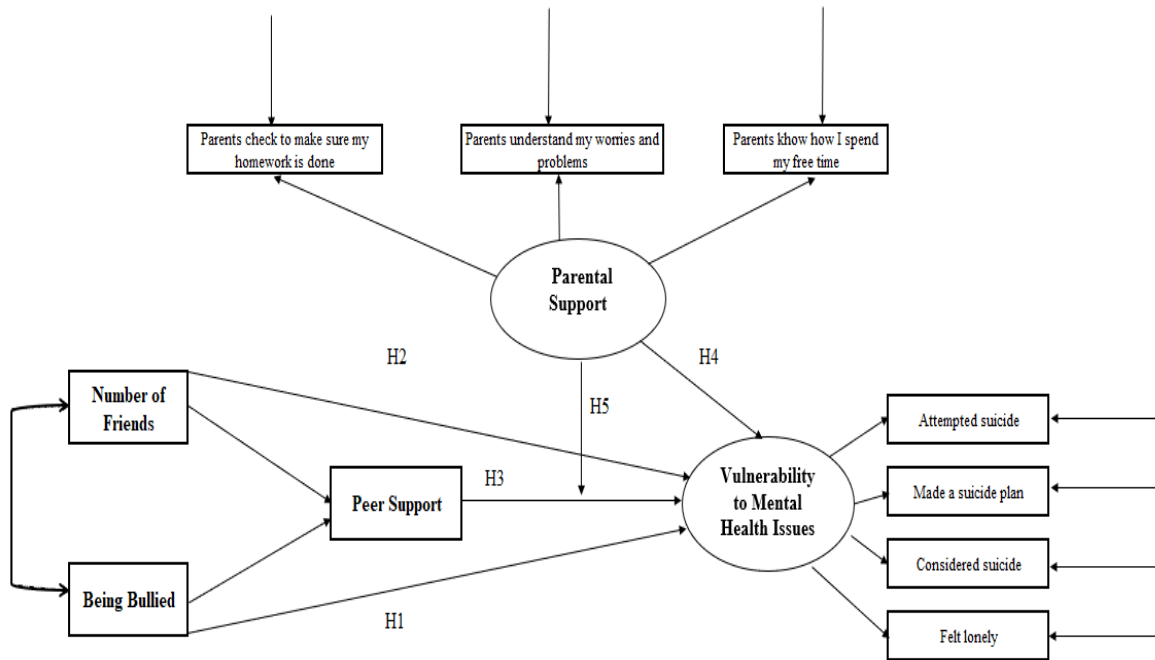 Parents check to make sure my
homework is done
Parents understand my worries and
problems
Parents khow how I spend
my free time
Parental
Support
H2
H4
Number of
Friends
H5
Attempted suicide
Peer Support
H3
Vulnerability
to Mental
Health Issues
Made a suicide plan
Considered suicide
Being Bullied
H1
Felt lonely